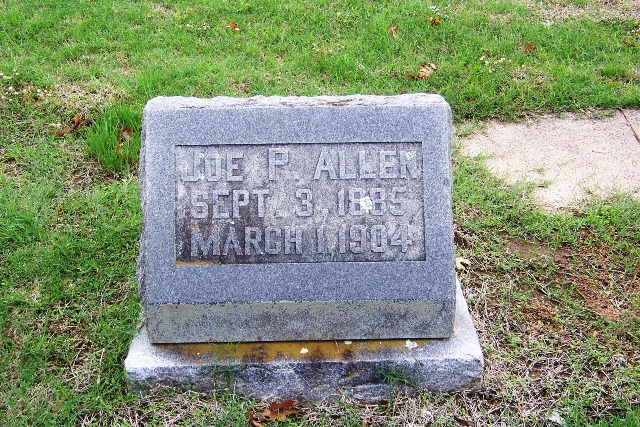 JOE P. ALLEN
SEPT. 3, 1885
MARCH 1, 1904